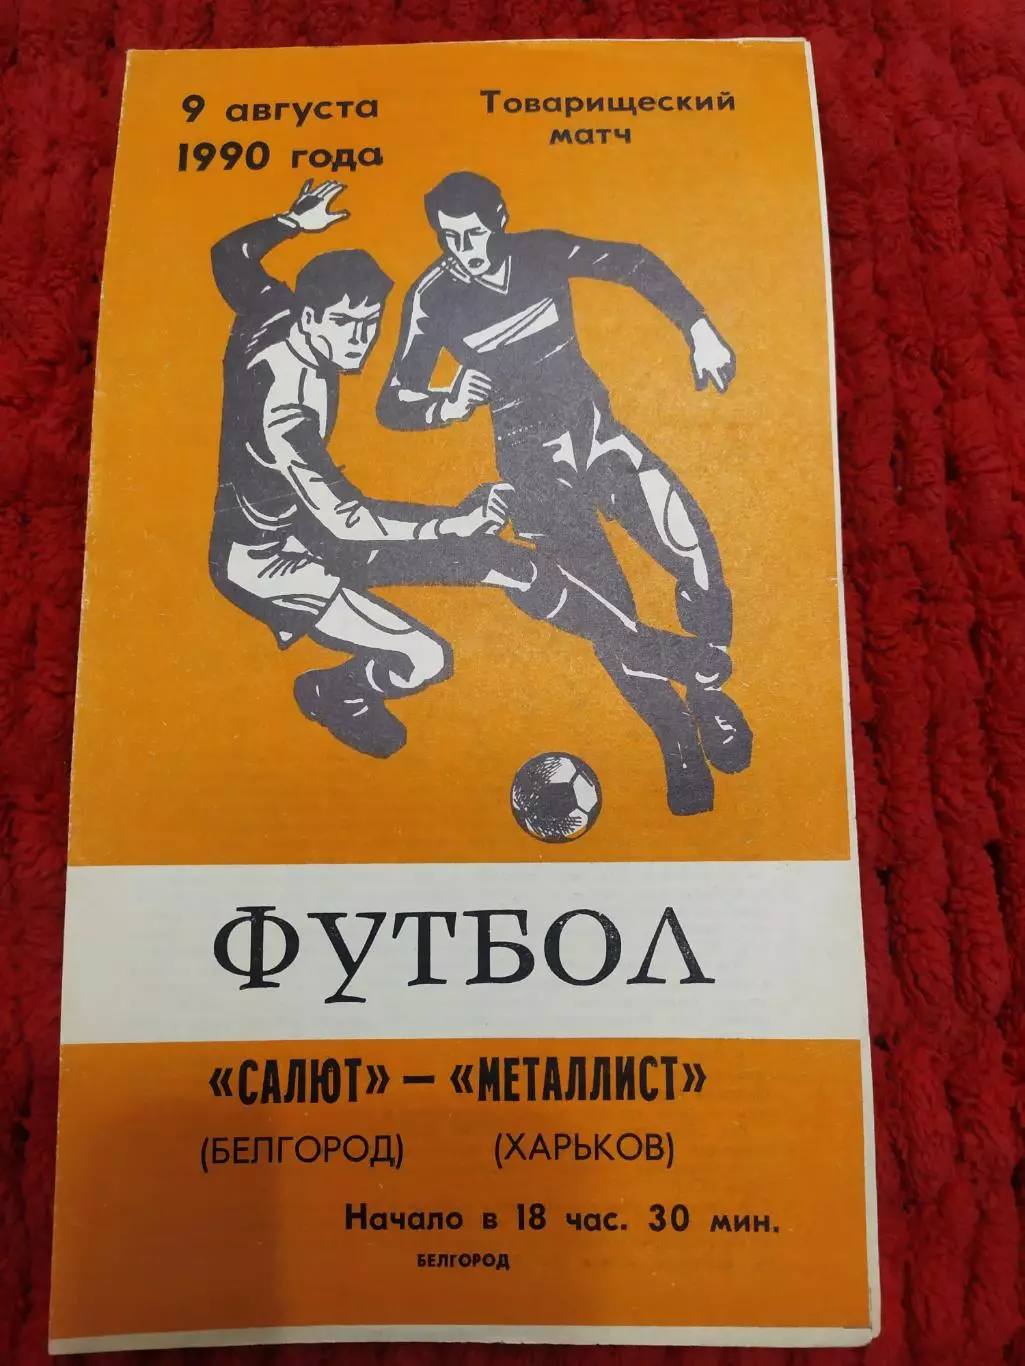 9 августа
1990 года
Товарищеский
матч
ФУТБОЛ
«САЛЮТ» — «МЕТАЛЛИСТ»
(БЕЛГОРОД) (ХАРЬКОВ)
Начало в 18 час. 30 мин.
БЕЛГОРОД